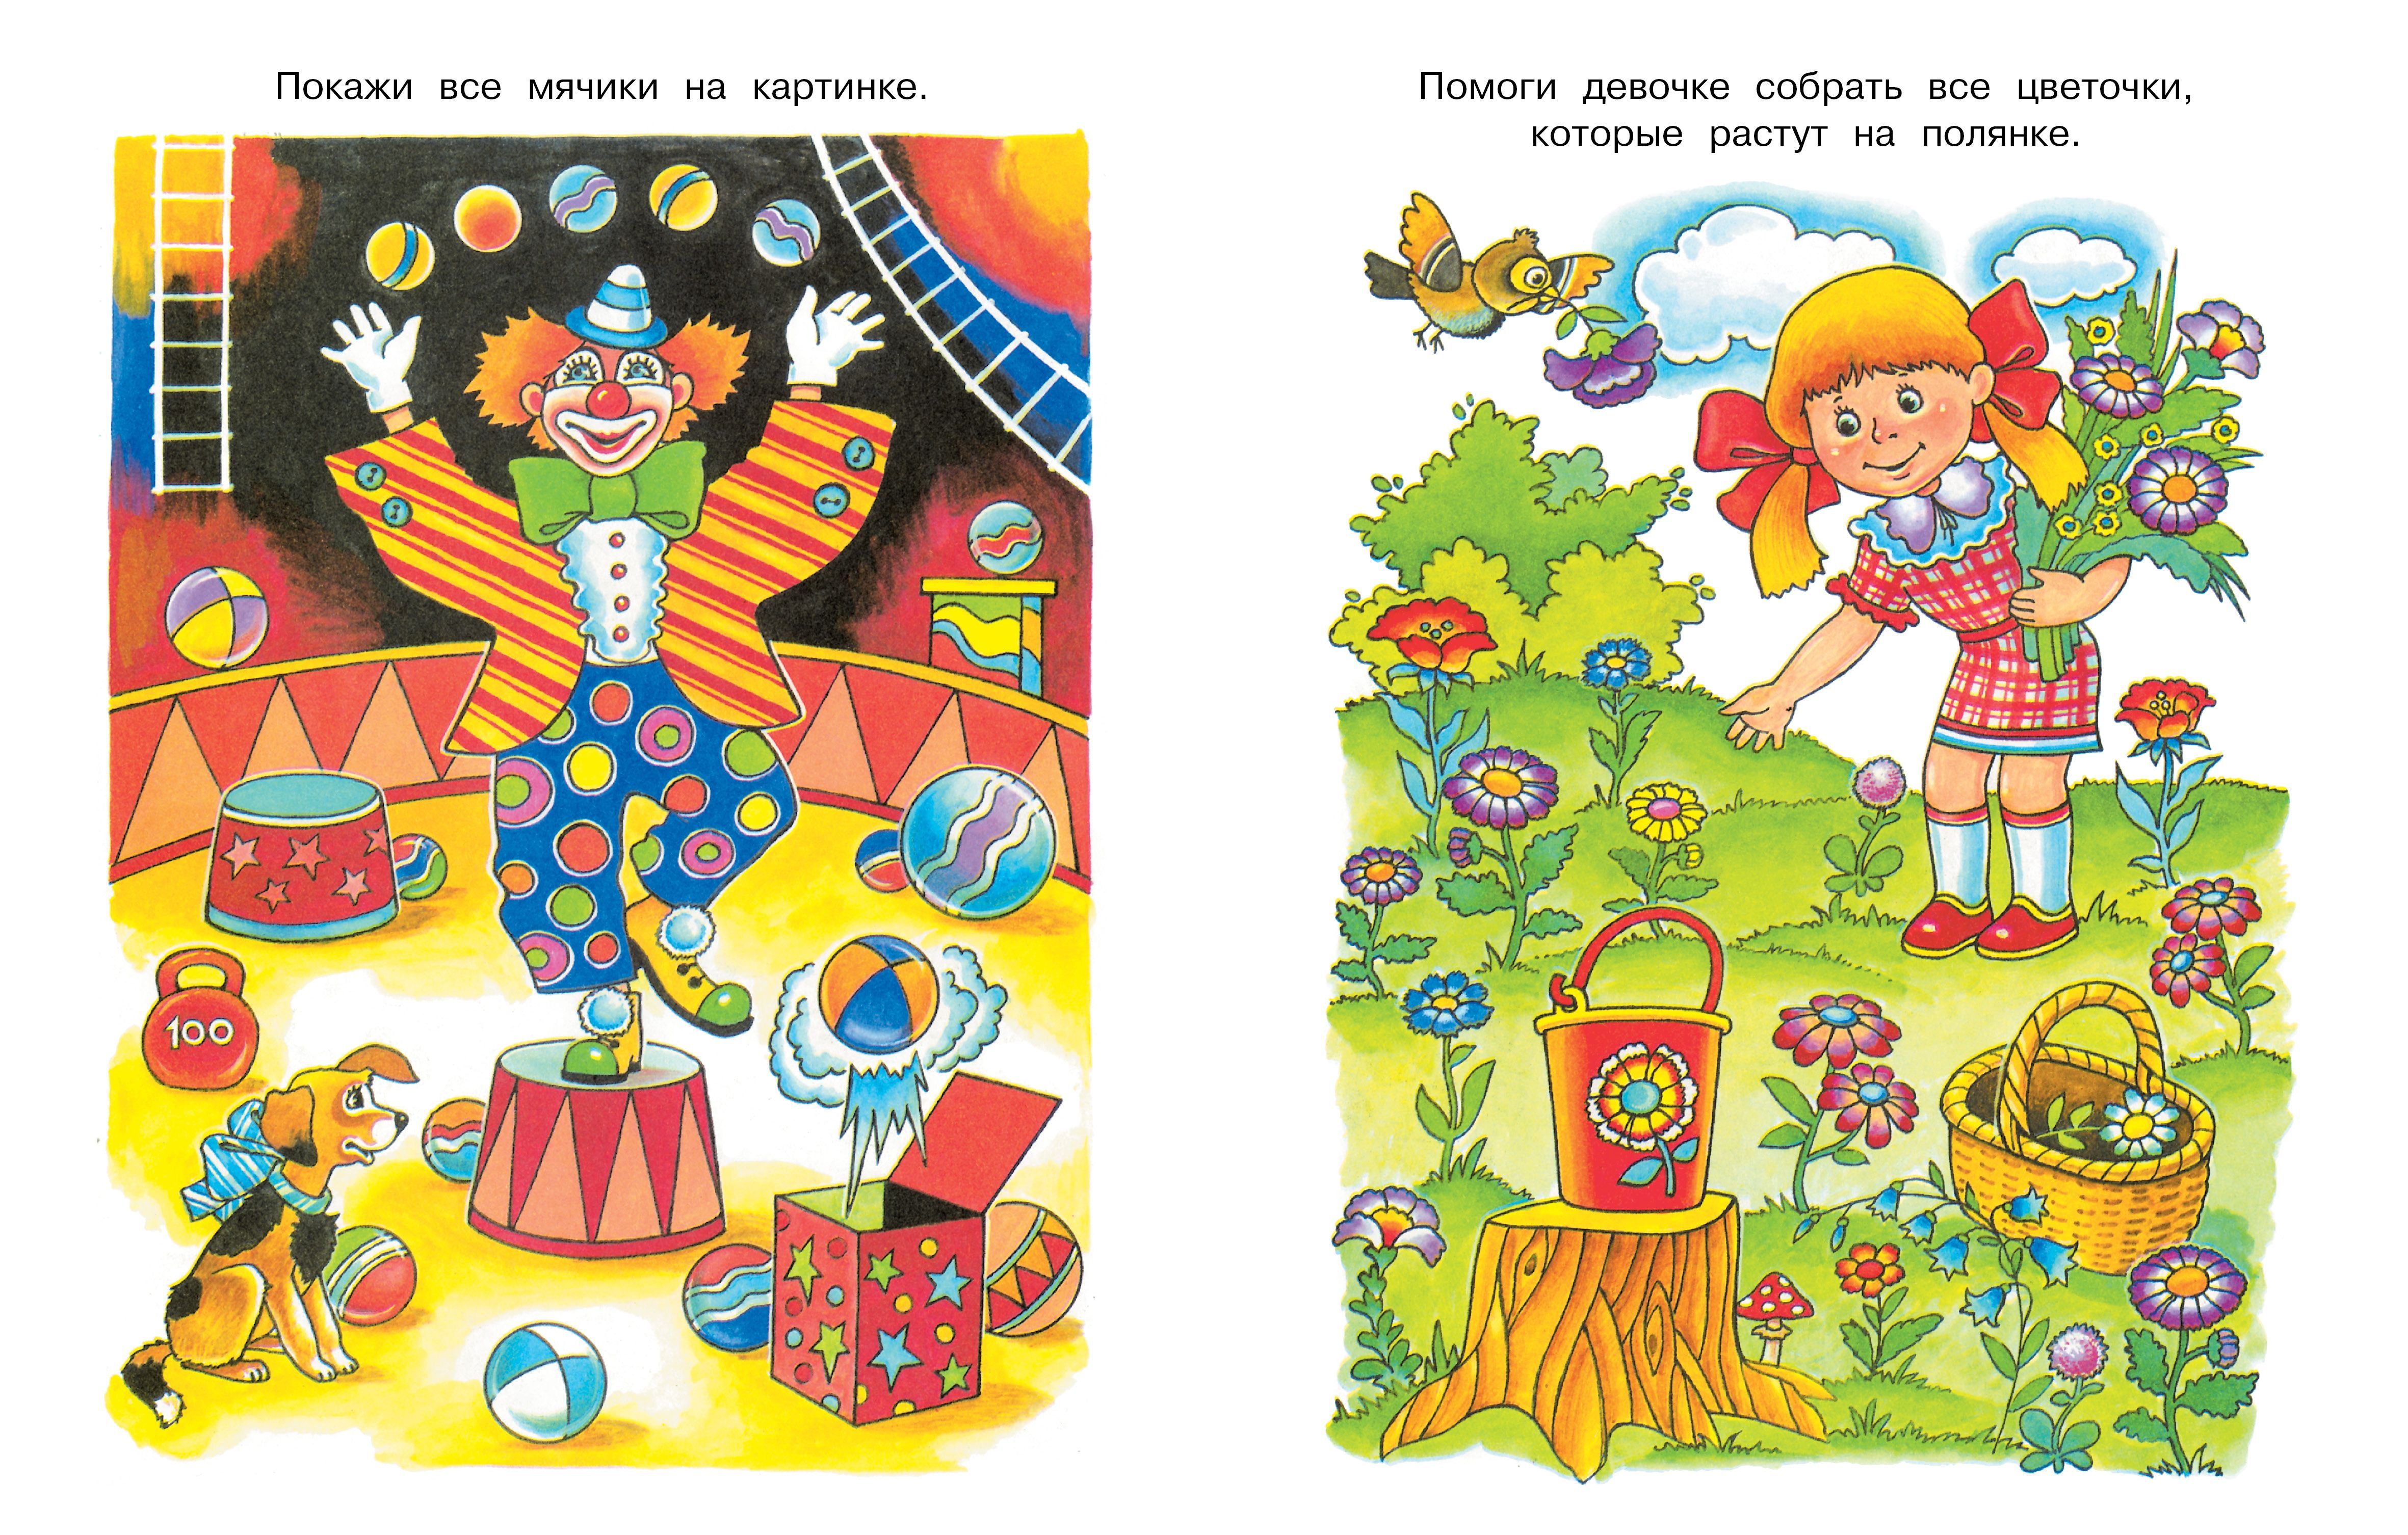 Покажи все мячики на картинке.
100
Помоги девочке собрать все цветочки,
которые растут на полянке.